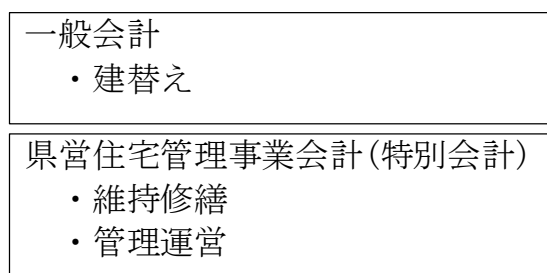 一般会計
・建替え
県営住宅管理事業会計(特別会計)
・維持修繕
・管理運営